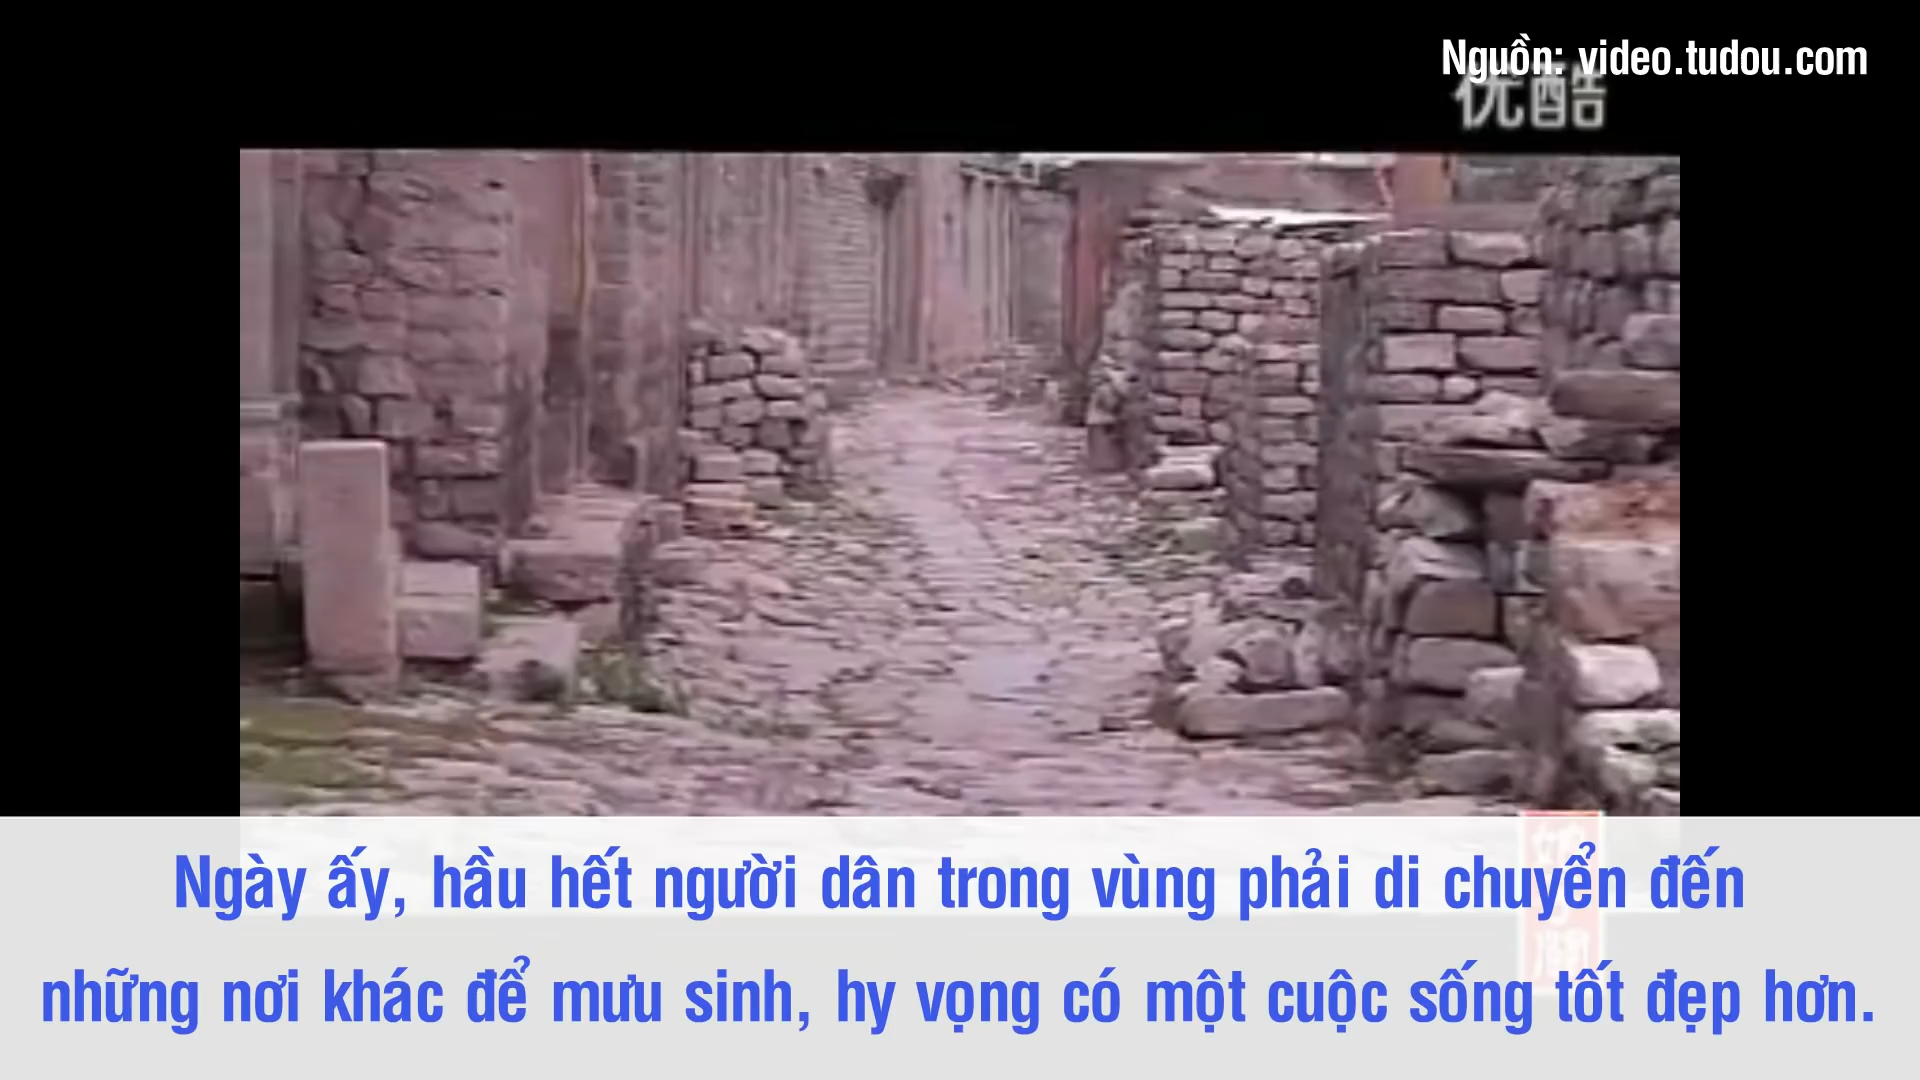 Nguồn: video.tudou.com
优酷
Ngày ấy, hầu hết người dân trong vùng phải di chuyển đến
những nơi khác để mưu sinh, hy vọng có một cuộc sống tốt đẹp hơn.